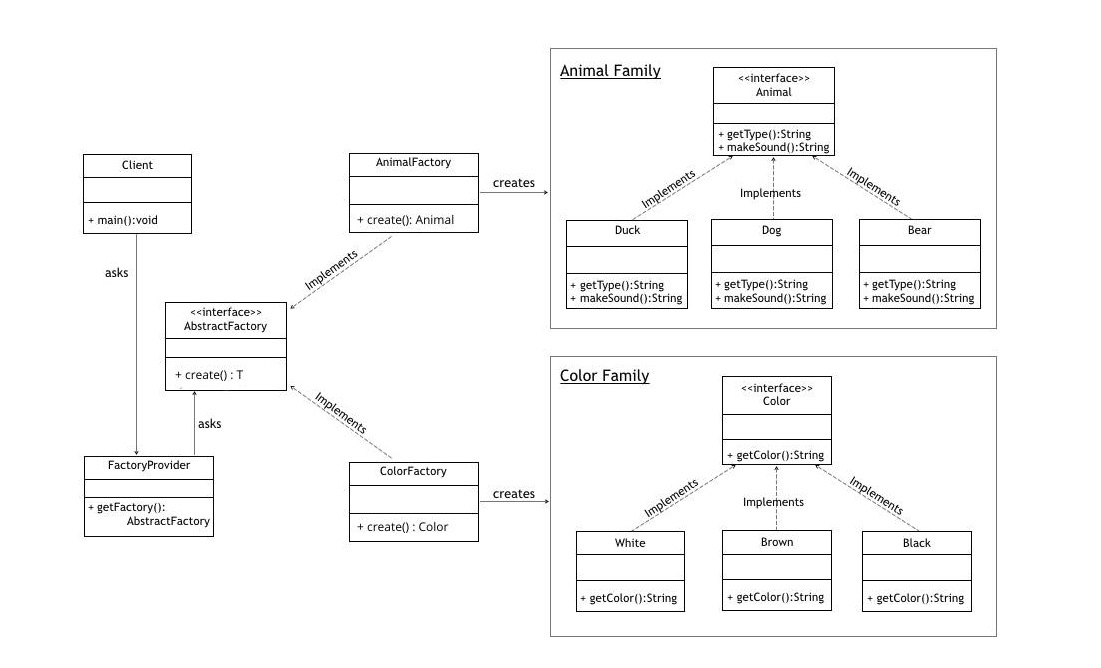 Client
+ main():void
asks
<<interface>>
AbstractFactory
+ create() : T
asks
FactoryProvider
+ getFactory():
AbstractFactory
AnimalFactory
+ create(): Animal
Implements
creates
Implements
ColorFactory
+ create() : Color
creates
Animal Family
<<interface>>
Animal
+ getType():String
+ makeSound():String
Implements
Implements
Implements
Duck
+ getType():String
+ makeSound():String
Dog
+ getType():String
+ makeSound():String
Bear
+ getType():String
+ makeSound():String
Color Family
<<interface>>
Color
+ getColor():String
Implements
Implements
Implements
White
+ getColor():String
Brown
+ getColor():String
Black
+ getColor():String